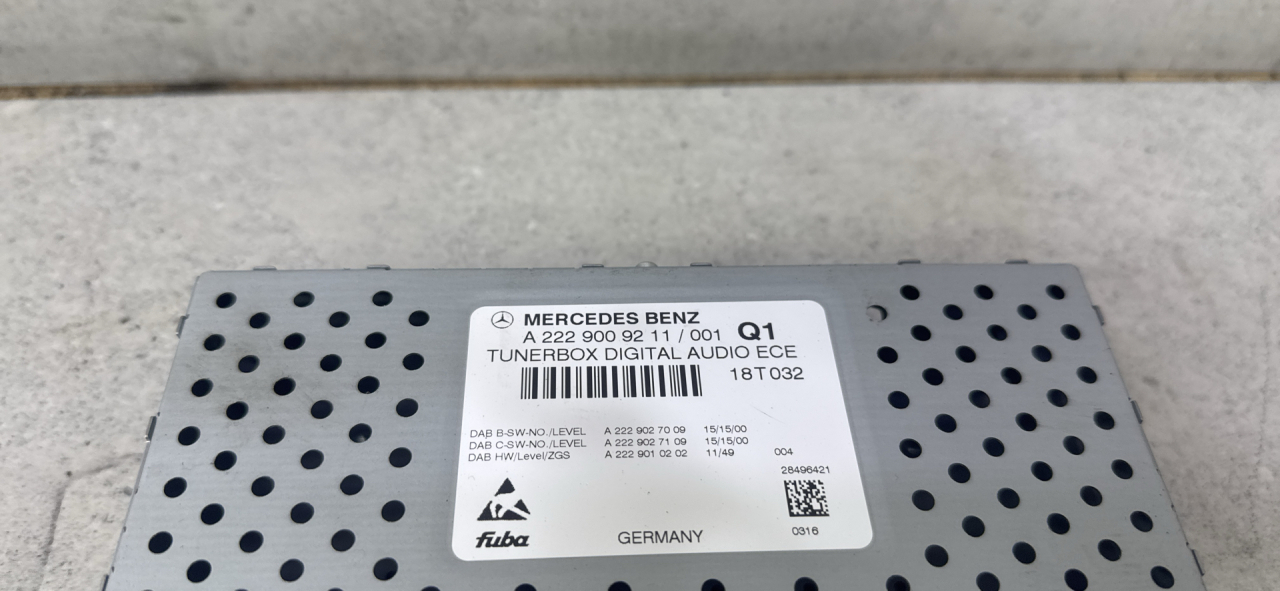 MERCEDES BENZ
A 222 900 92 11 / 001 Q1
TUNERBOX DIGITAL AUDIO ECE
18T032
DAB B-SW-NO./LEVEL A 222 902 70 09 15/15/00
DAB C-SW-NO./LEVEL A 222 902 71 09 15/15/00
DAB HW/Level/ZGS A 222 901 02 02 11/49 004
28496421
fuba GERMANY 0316